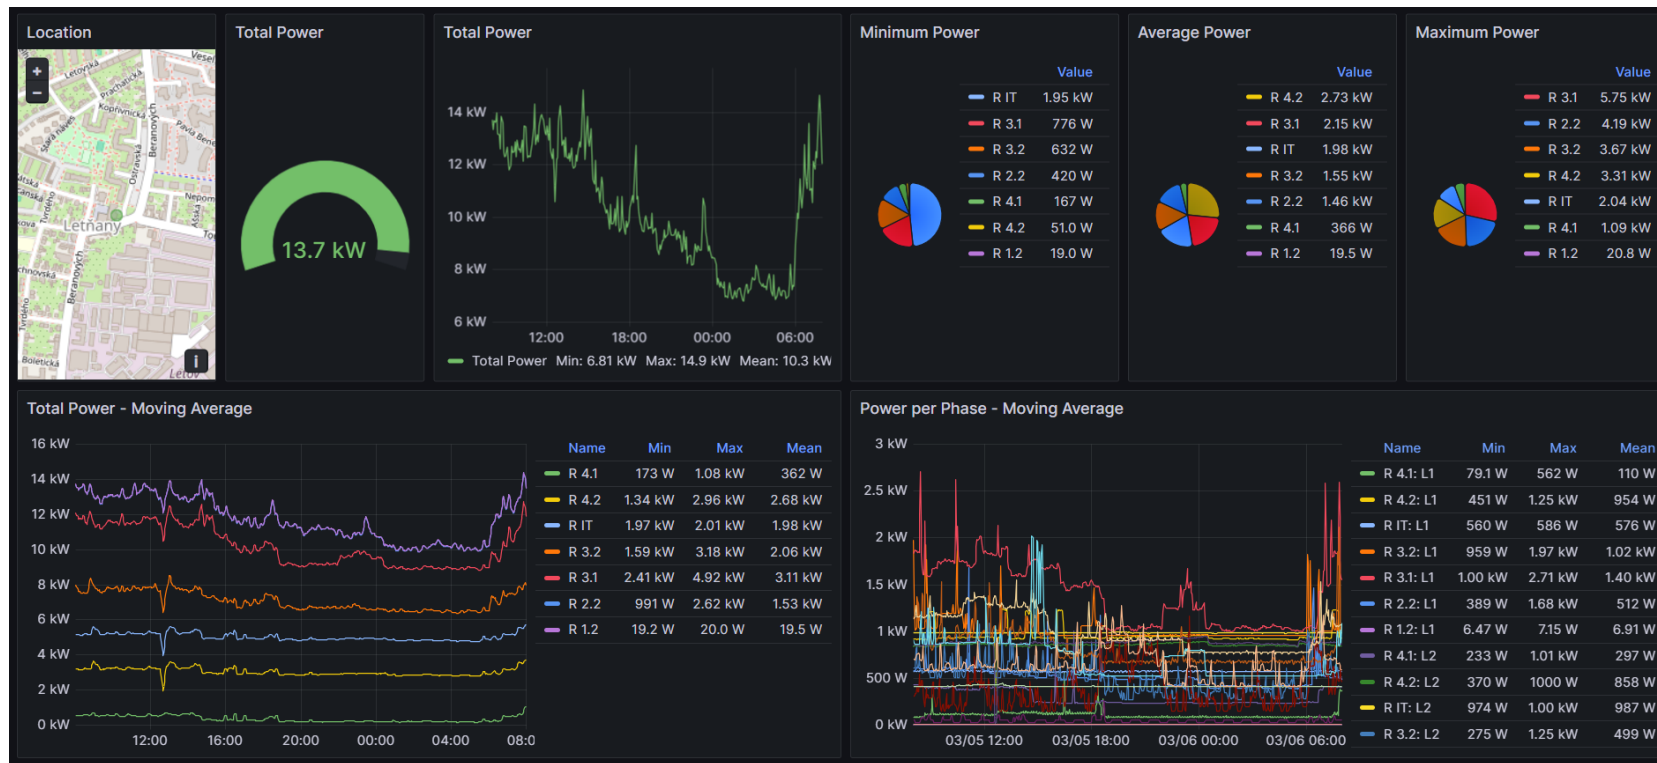 Location
+
−
Letovská
Prachatická
Kopřivnická
Stará náves
Beranových
Ostravská
Vesel
Pavla Bene
Nepom
Letňany
Tvrdého
Beranových
Tvrdého
Boletická
i
Total Power
13.7 kW
Total Power
14 kW
12 kW
10 kW
8 kW
6 kW
12:00 18:00 00:00 06:00
Total Power Min: 6.81 kW Max: 14.9 kW Mean: 10.3 kW
Minimum Power
Value
R IT 1.95 kW
R 3.1 776 W
R 3.2 632 W
R 2.2 420 W
R 4.1 167 W
R 4.2 51.0 W
R 1.2 19.0 W
Average Power
Value
R 4.2 2.73 kW
R 3.1 2.15 kW
R IT 1.98 kW
R 3.2 1.55 kW
R 2.2 1.46 kW
R 4.1 366 W
R 1.2 19.5 W
Maximum Power
Value
R 3.1 5.75 kW
R 2.2 4.19 kW
R 3.2 3.67 kW
R 4.2 3.31 kW
R IT 2.04 kW
R 4.1 1.09 kW
R 1.2 20.8 W
Total Power - Moving Average
16 kW
14 kW
12 kW
10 kW
8 kW
6 kW
4 kW
2 kW
0 kW
12:00 16:00 20:00 00:00 04:00 08:0
Name Min Max Mean
R 4.1 173 W 1.08 kW 362 W
R 4.2 1.34 kW 2.96 kW 2.68 kW
R IT 1.97 kW 2.01 kW 1.98 kW
R 3.2 1.59 kW 3.18 kW 2.06 kW
R 3.1 2.41 kW 4.92 kW 3.11 kW
R 2.2 991 W 2.62 kW 1.53 kW
R 1.2 19.2 W 20.0 W 19.5 W
Power per Phase - Moving Average
3 kW
2.5 kW
2 kW
1.5 kW
1 kW
500 W
0 kW
03/05 12:00 03/05 18:00 03/06 00:00 03/06 06:00
Name Min Max Mean
R 4.1: L1 79.1 W 562 W 110 W
R 4.2: L1 451 W 1.25 kW 954 W
R IT: L1 560 W 586 W 576 W
R 3.2: L1 959 W 1.97 kW 1.02 kW
R 3.1: L1 1.00 kW 2.71 kW 1.40 kW
R 2.2: L1 389 W 1.68 kW 512 W
R 1.2: L1 6.47 W 7.15 W 6.91 W
R 4.1: L2 233 W 1.01 kW 297 W
R 4.2: L2 370 W 1000 W 858 W
R IT: L2 974 W 1.00 kW 987 W
R 3.2: L2 275 W 1.25 kW 499 W